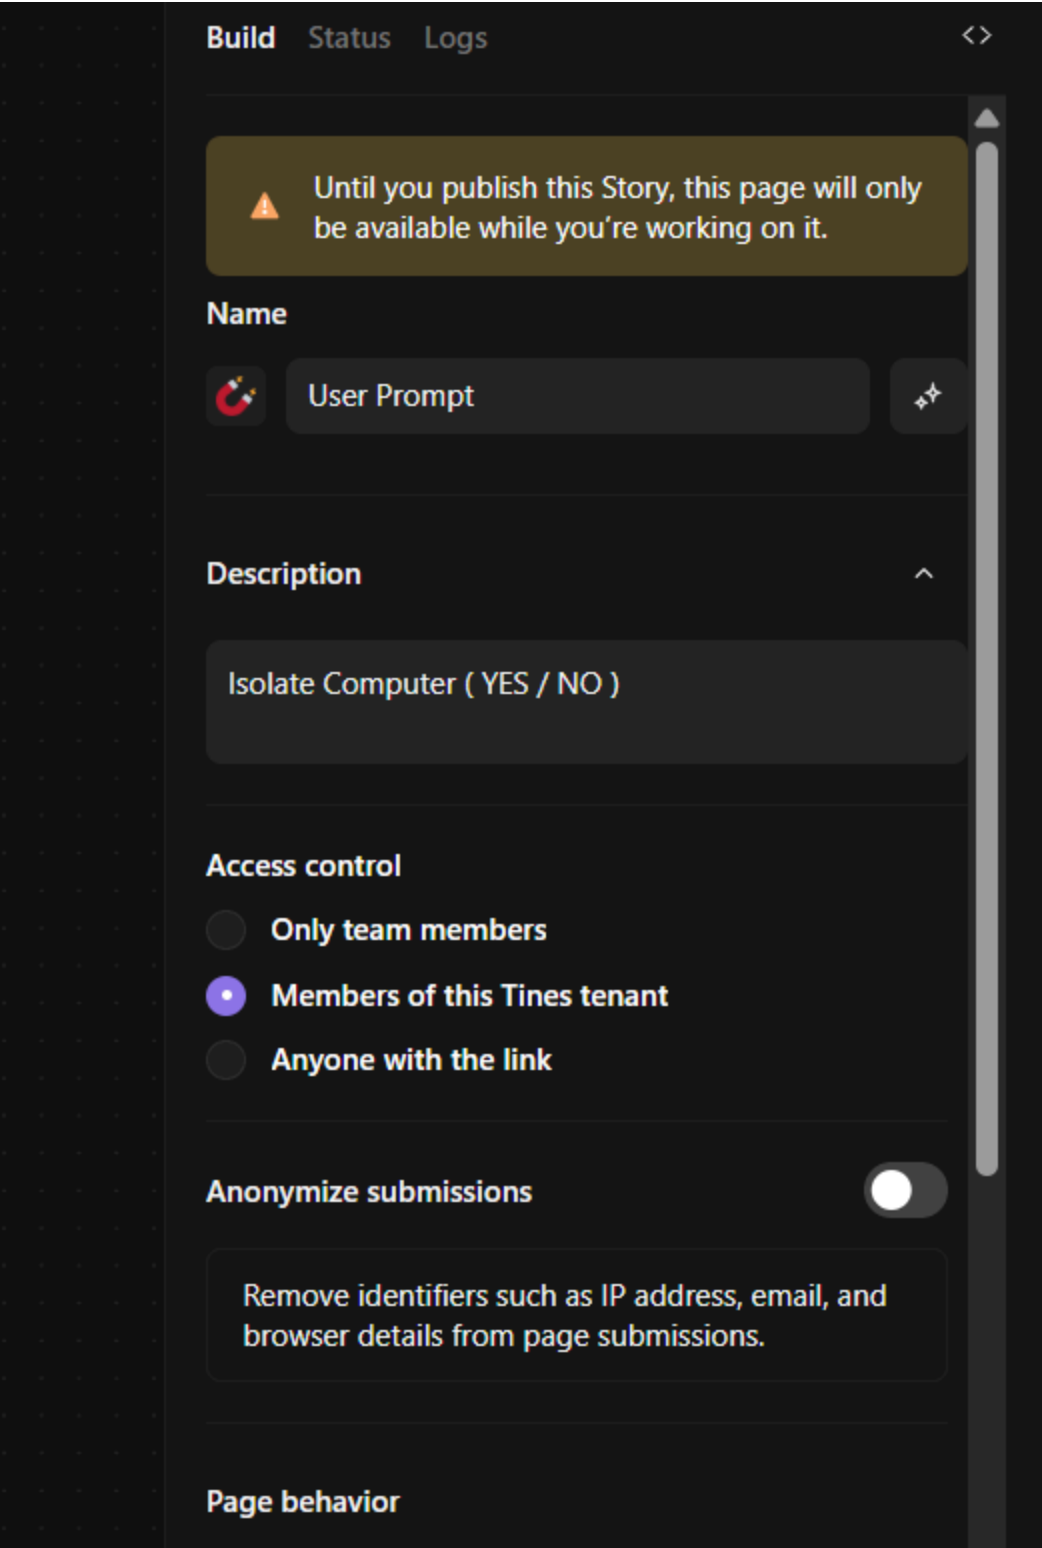 Build Status Logs <>
Until you publish this Story, this page will only
be available while you're working on it.
Name
User Prompt
Description
Isolate Computer ( YES / NO )
Access control
Only team members
Members of this Tines tenant
Anyone with the link
Anonymize submissions
Remove identifiers such as IP address, email, and
browser details from page submissions.
Page behavior